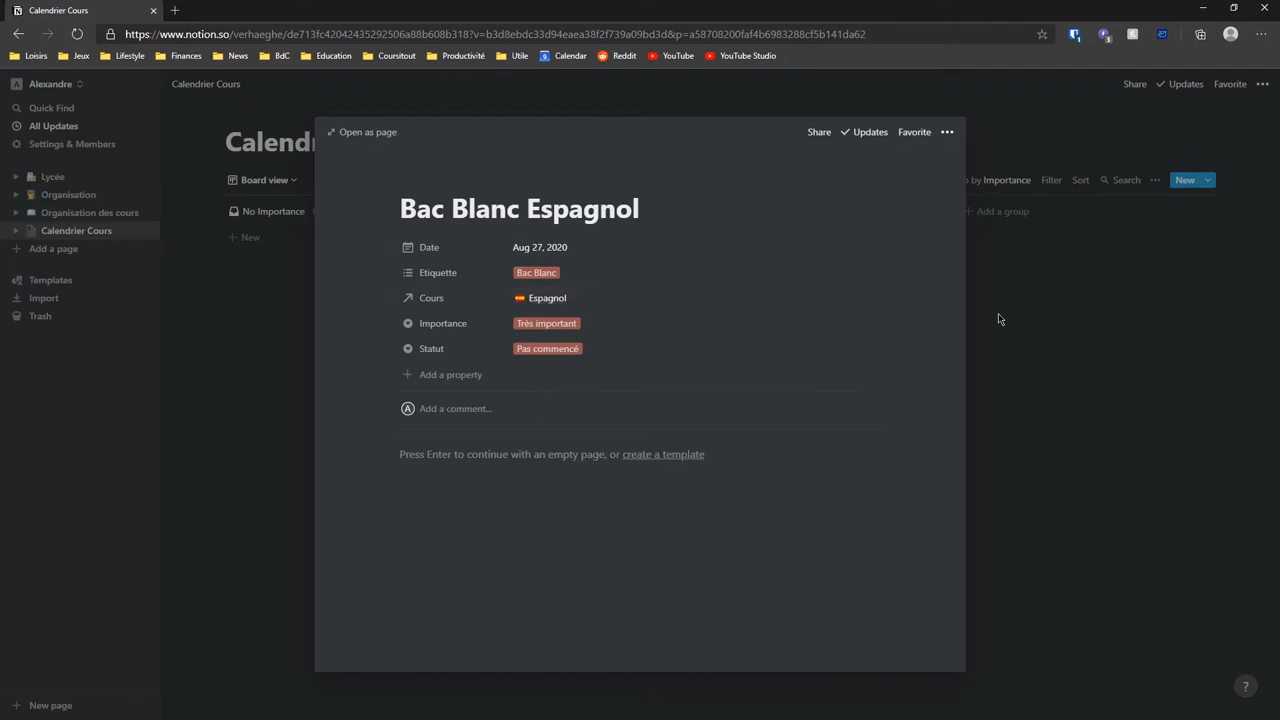 Calendrier Cours
https://www.notion.so/verhaeghe/de713fc42042435292506a88b608b318?v=b3d8ebdc33d94eaea38f2f739a09bd3d&p=a58708200faf4b6983288cf5b141da62
Loisirs Jeux Lifestyle Finances News BdC Education Coursitout Productivité Utile Calendar Reddit YouTube YouTube Studio
Alexandre
Calendrier Cours
Share Updates Favorite
Quick Find
All Updates
Settings & Members
Lycée
Organisation
Organisation des cours
Calendrier Cours
Add a page
Templates
Import
Trash
New page
Calend
Board view
by Importance Filter Sort Search New
No Importance
Add a group
New
Open as page
Share Updates Favorite
Bac Blanc Espagnol
Date Aug 27, 2020
Etiquette Bac Blanc
Cours Espagnol
Importance Très important
Statut Pas commencé
Add a property
A Add a comment...
Press Enter to continue with an empty page, or create a template
?